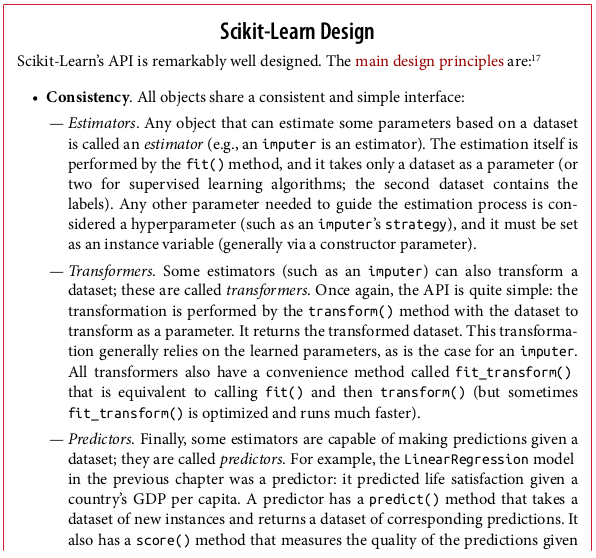 Scikit-Learn Design
Scikit-Learn’s API is remarkably well designed. The main design principles are:17
• Consistency. All objects share a consistent and simple interface:
— Estimators. Any object that can estimate some parameters based on a dataset
is called an estimator (e.g., an imputer is an estimator). The estimation itself is
performed by the fit() method, and it takes only a dataset as a parameter (or
two for supervised learning algorithms; the second dataset contains the
labels). Any other parameter needed to guide the estimation process is con-
sidered a hyperparameter (such as an imputer’s strategy), and it must be set
as an instance variable (generally via a constructor parameter).
— Transformers. Some estimators (such as an imputer) can also transform a
dataset; these are called transformers. Once again, the API is quite simple: the
transformation is performed by the transform() method with the dataset to
transform as a parameter. It returns the transformed dataset. This transforma-
tion generally relies on the learned parameters, as is the case for an imputer.
All transformers also have a convenience method called fit_transform()
that is equivalent to calling fit() and then transform() (but sometimes
fit_transform() is optimized and runs much faster).
— Predictors. Finally, some estimators are capable of making predictions given a
dataset; they are called predictors. For example, the LinearRegression model
in the previous chapter was a predictor: it predicted life satisfaction given a
country’s GDP per capita. A predictor has a predict() method that takes a
dataset of new instances and returns a dataset of corresponding predictions. It
also has a score() method that measures the quality of the predictions given